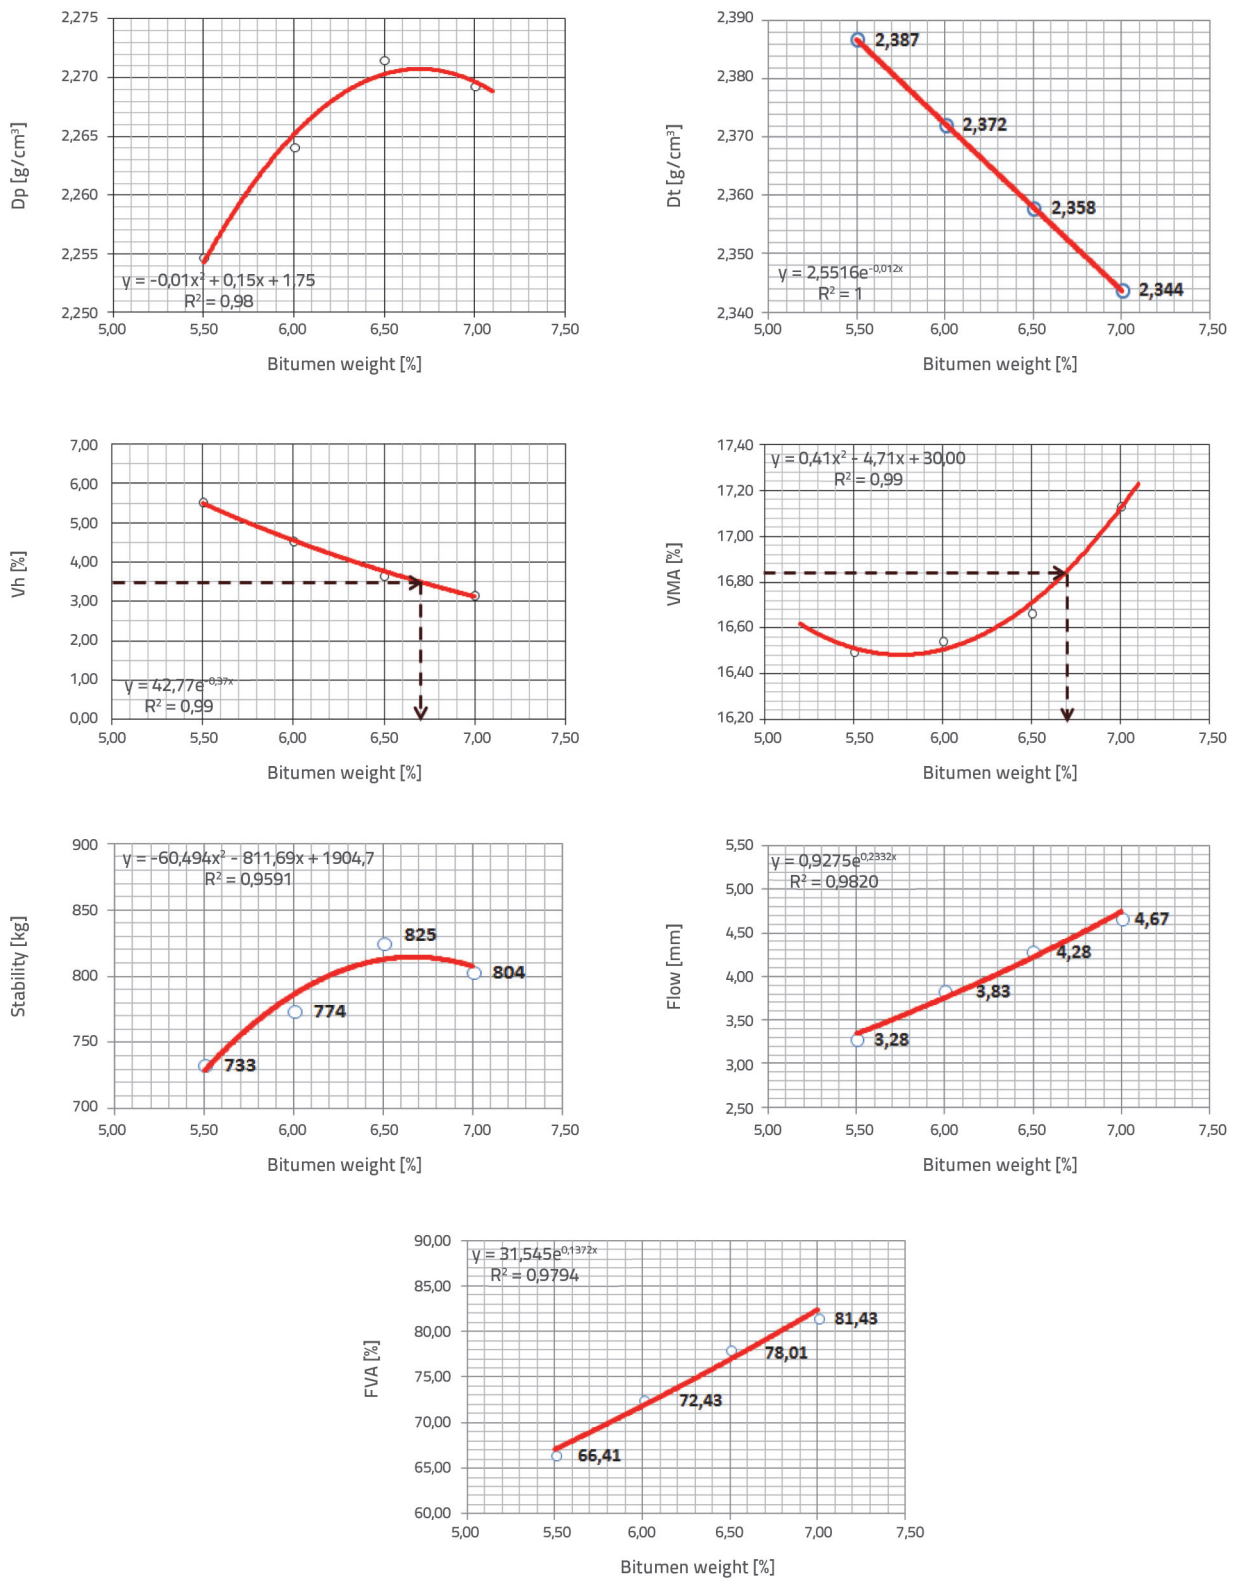 2,275
2,270
2,265
2,260
2,255
2,250
Dp [g/cm³]
y = -0,01x² + 0,15x + 1,75
R² = 0,98
5,00 5,50 6,00 6,50 7,00 7,50
Bitumen weight [%]
2,390
2,380
2,370
2,360
2,350
2,340
Dt [g/cm³]
2,387
2,372
2,358
2,344
y = 2,5516e^-0,012x
R² = 1
5,00 5,50 6,00 6,50 7,00 7,50
Bitumen weight [%]
7,00
6,00
5,00
4,00
3,00
2,00
1,00
0,00
Vh [%]
y = 42,77e^-0,37x
R² = 0,99
5,00 5,50 6,00 6,50 7,00 7,50
Bitumen weight [%]
17,40
17,20
17,00
16,80
16,60
16,40
16,20
VMA [%]
y = 0,41x² - 4,71x + 30,00
R² = 0,99
5,00 5,50 6,00 6,50 7,00 7,50
Bitumen weight [%]
900
850
800
750
700
Stability [kg]
y = -60,494x² - 811,69x + 1904,7
R² = 0,9591
825
804
774
733
5,00 5,50 6,00 6,50 7,00 7,50
Bitumen weight [%]
5,50
5,00
4,50
4,00
3,50
3,00
2,50
Flow [mm]
y = 0,9275e^0,2332x
R² = 0,9820
4,67
4,28
3,83
3,28
5,00 5,50 6,00 6,50 7,00 7,50
Bitumen weight [%]
90,00
85,00
80,00
75,00
70,00
65,00
60,00
FVA [%]
y = 31,545e^0,1372x
R² = 0,9794
81,43
78,01
72,43
66,41
5,00 5,50 6,00 6,50 7,00 7,50
Bitumen weight [%]